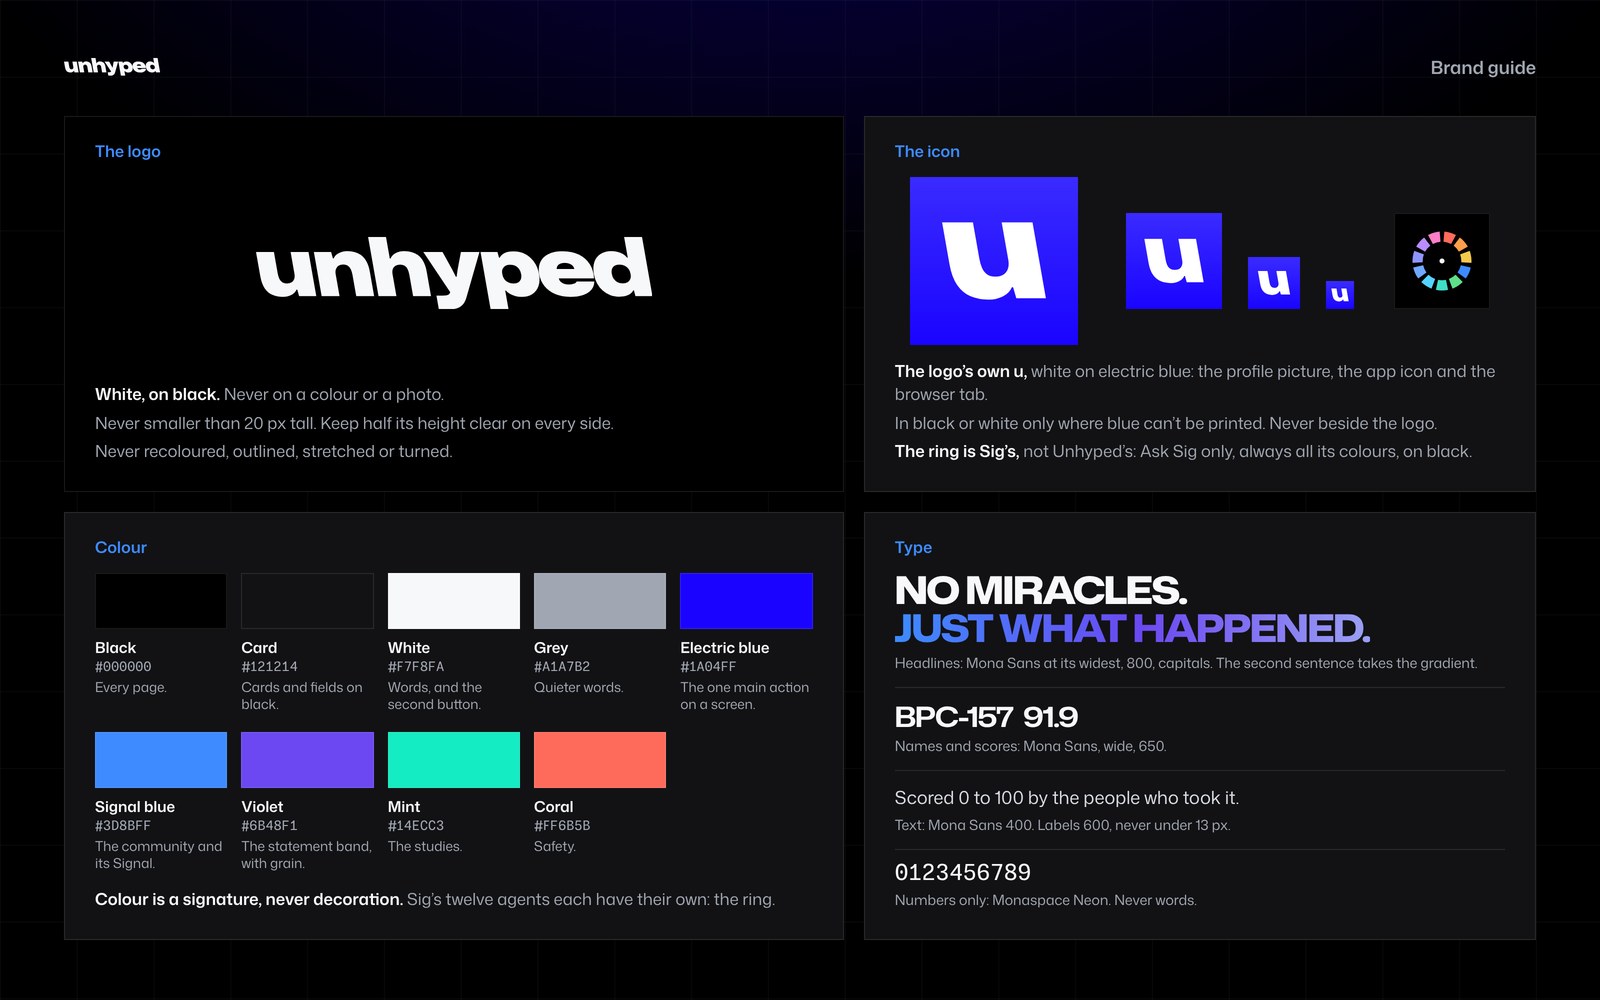 unhyped
Brand guide
The logo
unhyped
White, on black. Never on a colour or a photo.
Never smaller than 20 px tall. Keep half its height clear on every side.
Never recoloured, outlined, stretched or turned.
The icon
u
u
u
u
The logo’s own u, white on electric blue: the profile picture, the app icon and the
browser tab.
In black or white only where blue can’t be printed. Never beside the logo.
The ring is Sig’s, not Unhyped’s: Ask Sig only, always all its colours, on black.
Colour
Black
#000000
Every page.
Card
#121214
Cards and fields on
black.
White
#F7F8FA
Words, and the
second button.
Grey
#A1A7B2
Quieter words.
Electric blue
#1A04FF
The one main action
on a screen.
Signal blue
#3D8BFF
The community and
its Signal.
Violet
#6B48F1
The statement band,
with grain.
Mint
#14ECC3
The studies.
Coral
#FF6B5B
Safety.
Colour is a signature, never decoration. Sig’s twelve agents each have their own: the ring.
Type
NO MIRACLES.
JUST WHAT HAPPENED.
Headlines: Mona Sans at its widest, 800, capitals. The second sentence takes the gradient.
BPC-157 91.9
Names and scores: Mona Sans, wide, 650.
Scored 0 to 100 by the people who took it.
Text: Mona Sans 400. Labels 600, never under 13 px.
0123456789
Numbers only: Monaspace Neon. Never words.